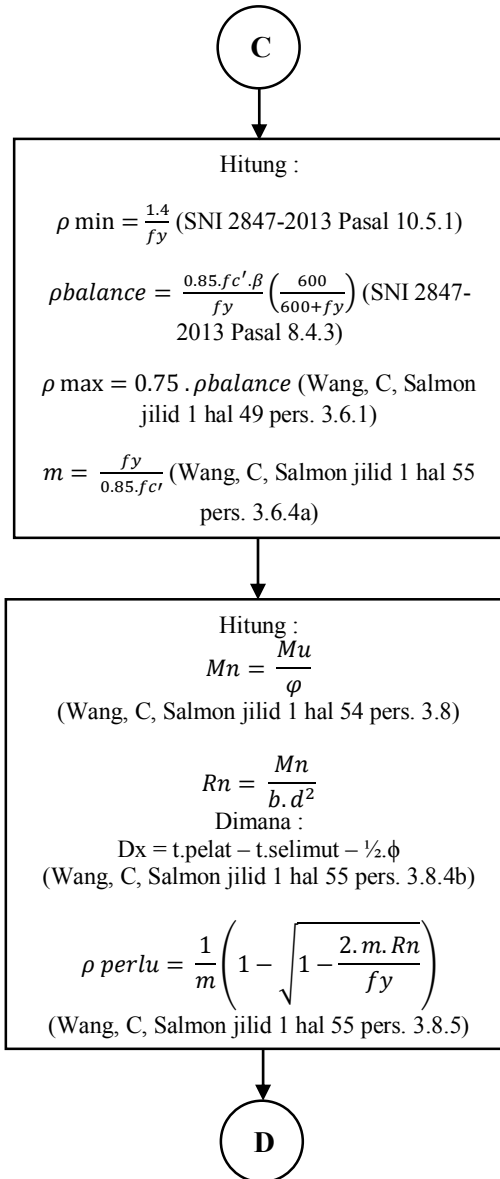 C
Hitung :
ρ min = 1.4/fy (SNI 2847-2013 Pasal 10.5.1)
ρbalance = 0.85.fc′.β/fy (600/600+fy) (SNI 2847-
2013 Pasal 8.4.3)
ρ max = 0.75 . ρbalance (Wang, C, Salmon
jilid 1 hal 49 pers. 3.6.1)
m = fy/0.85.fc′ (Wang, C, Salmon jilid 1 hal 55
pers. 3.6.4a)
Hitung :
Mn = Mu/φ
(Wang, C, Salmon jilid 1 hal 54 pers. 3.8)
Rn = Mn/b.d²
Dimana :
Dx = t.pelat – t.selimut – ½.ϕ
(Wang, C, Salmon jilid 1 hal 55 pers. 3.8.4b)
ρ perlu = 1/m (1 − √(1 − 2.m.Rn/fy))
(Wang, C, Salmon jilid 1 hal 55 pers. 3.8.5)
D